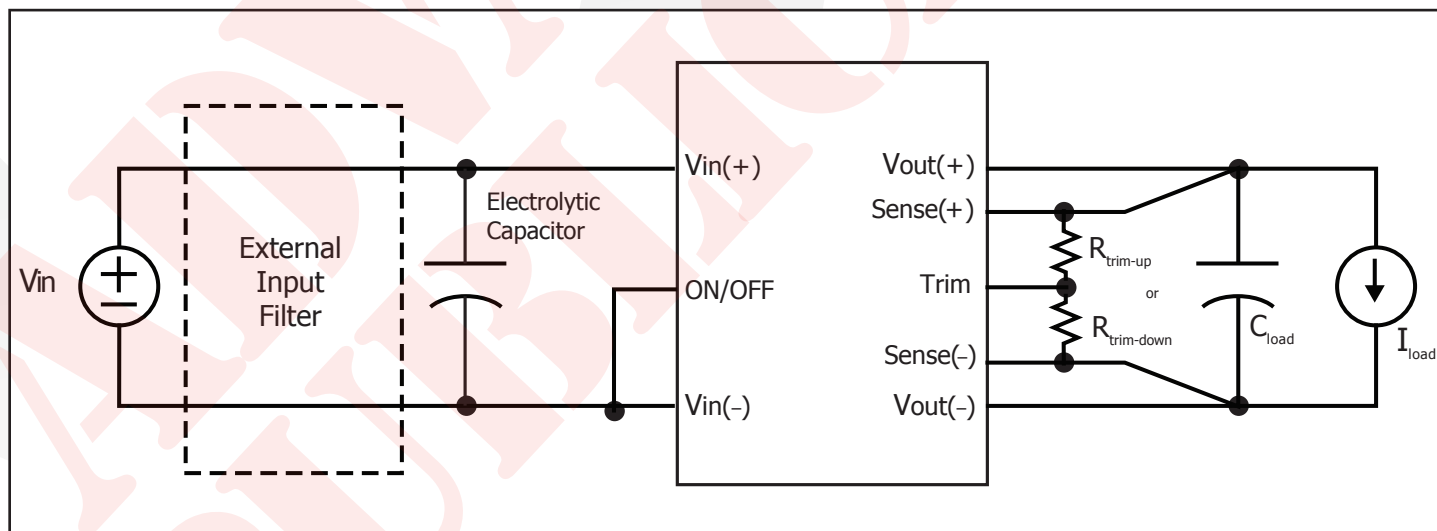 Vin
External
Input
Filter
Electrolytic
Capacitor
Vin(+)
ON/OFF
Vin(−)
Vout(+)
Sense(+)
Trim
Sense(−)
Vout(−)
Rtrim-up
or
Rtrim-down
Cload
Iload